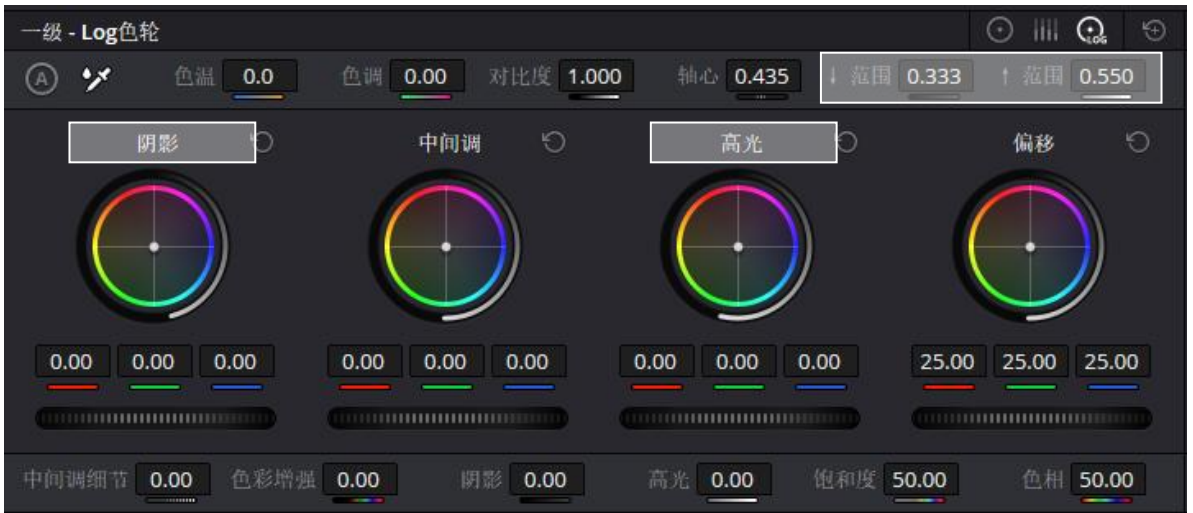 一级 - Log色轮 LOG
A 色温 0.0 色调 0.00 对比度 1.000 轴心 0.435 ↓ 范围 0.333 ↑ 范围 0.550
阴影 中间调 高光 偏移
0.00 0.00 0.00 0.00 0.00 0.00 0.00 0.00 0.00 25.00 25.00 25.00
中间调细节 0.00 色彩增强 0.00 阴影 0.00 高光 0.00 饱和度 50.00 色相 50.00